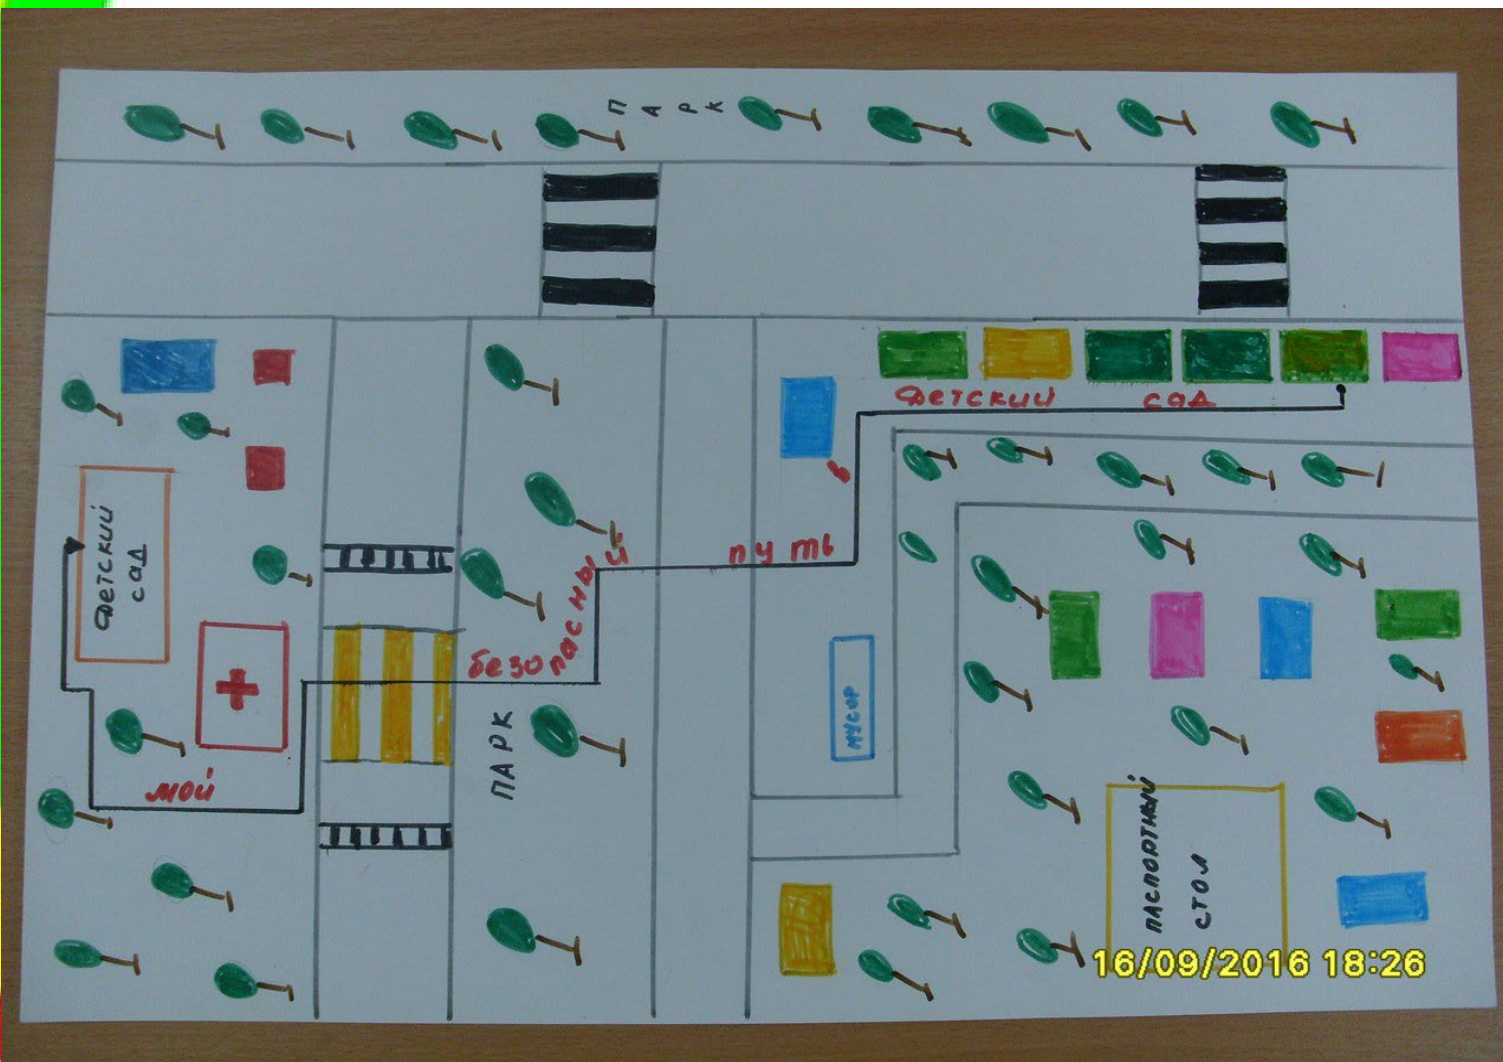 ПАРК
Детский сад
в
Детский
сад
безопасный
путь
мой
ПАРК
МУСОР
ПАСПОРТНЫЙ
СТОЛ
16/09/2016 18:26